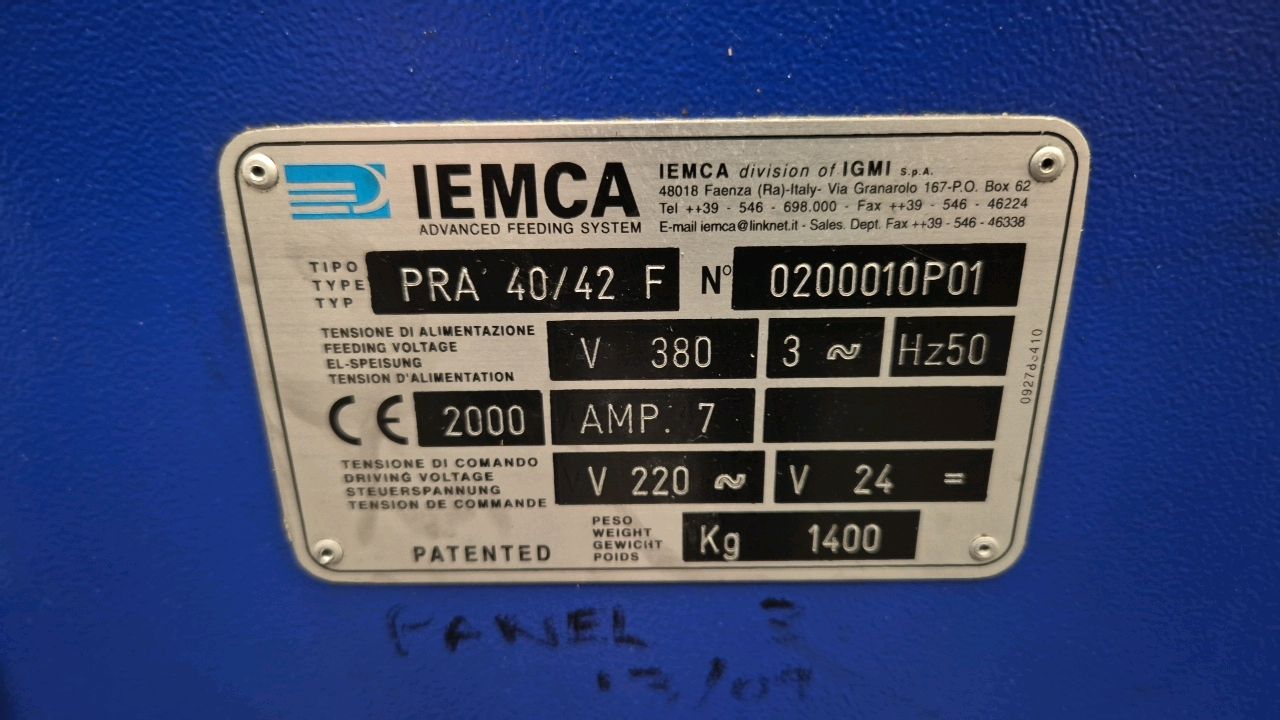 IEMCA
ADVANCED FEEDING SYSTEM
IEMCA division of IGMI S.p.A.
48018 Faenza (Ra)-Italy- Via Granarolo 167-P.O. Box 62
Tel ++39 - 546 - 698.000 - Fax ++39 - 546 - 46224
E-mail iemca@linknet.it - Sales. Dept. Fax ++39 - 546 - 46338
TIPO
TYPE
TYP
PRA 40/42 F
N° 0200010P01
TENSIONE DI ALIMENTAZIONE
FEEDING VOLTAGE
EL-SPEISUNG
TENSION D'ALIMENTATION
V 380
3 ~
Hz50
CE 2000
AMP. 7
TENSIONE DI COMANDO
DRIVING VOLTAGE
STEUERSPANNUNG
TENSION DE COMMANDE
V 220 ~
V 24 =
PATENTED
PESO
WEIGHT
GEWICHT
POIDS
Kg 1400